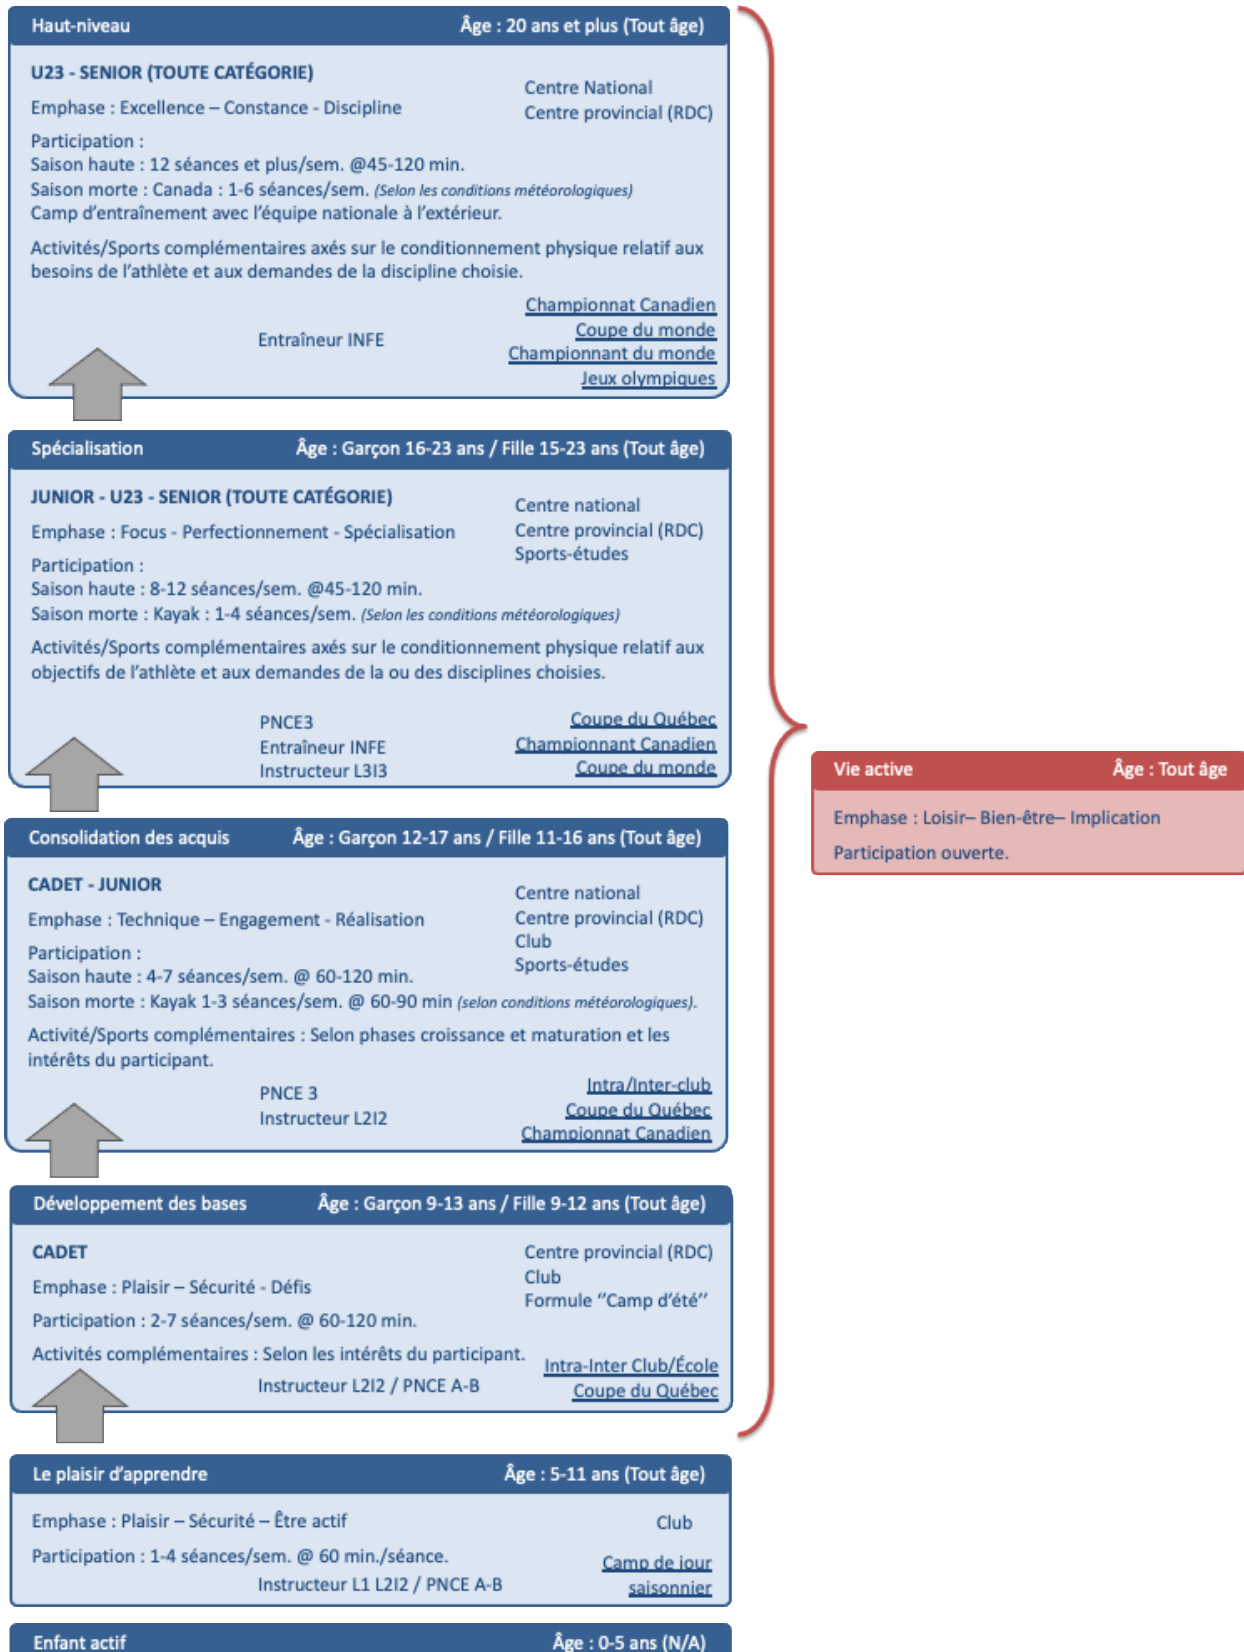 Haut-niveau Âge : 20 ans et plus (Tout âge)
U23 - SENIOR (TOUTE CATÉGORIE)
Centre National
Emphase : Excellence – Constance - Discipline
Centre provincial (RDC)
Participation :
Saison haute : 12 séances et plus/sem. @45-120 min.
Saison morte : Canada : 1-6 séances/sem. (Selon les conditions météorologiques)
Camp d’entraînement avec l’équipe nationale à l’extérieur.
Activités/Sports complémentaires axés sur le conditionnement physique relatif aux
besoins de l’athlète et aux demandes de la discipline choisie.
Entraîneur INFE
Championnat Canadien
Coupe du monde
Championnant du monde
Jeux olympiques
Spécialisation Âge : Garçon 16-23 ans / Fille 15-23 ans (Tout âge)
JUNIOR - U23 - SENIOR (TOUTE CATÉGORIE)
Centre national
Emphase : Focus - Perfectionnement - Spécialisation
Centre provincial (RDC)
Sports-études
Participation :
Saison haute : 8-12 séances/sem. @45-120 min.
Saison morte : Kayak : 1-4 séances/sem. (Selon les conditions météorologiques)
Activités/Sports complémentaires axés sur le conditionnement physique relatif aux
objectifs de l’athlète et aux demandes de la ou des disciplines choisies.
PNCE3
Entraîneur INFE
Instructeur L3I3
Coupe du Québec
Championnant Canadien
Coupe du monde
Vie active Âge : Tout âge
Emphase : Loisir– Bien-être– Implication
Participation ouverte.
Consolidation des acquis Âge : Garçon 12-17 ans / Fille 11-16 ans (Tout âge)
CADET - JUNIOR
Centre national
Emphase : Technique – Engagement - Réalisation
Centre provincial (RDC)
Club
Sports-études
Participation :
Saison haute : 4-7 séances/sem. @ 60-120 min.
Saison morte : Kayak 1-3 séances/sem. @ 60-90 min (selon conditions météorologiques).
Activité/Sports complémentaires : Selon phases croissance et maturation et les
intérêts du participant.
PNCE 3
Instructeur L2I2
Intra/Inter-club
Coupe du Québec
Championnat Canadien
Développement des bases Âge : Garçon 9-13 ans / Fille 9-12 ans (Tout âge)
CADET
Centre provincial (RDC)
Club
Formule ‘’Camp d’été’’
Emphase : Plaisir – Sécurité - Défis
Participation : 2-7 séances/sem. @ 60-120 min.
Activités complémentaires : Selon les intérêts du participant.
Instructeur L2I2 / PNCE A-B
Intra-Inter Club/École
Coupe du Québec
Le plaisir d’apprendre Âge : 5-11 ans (Tout âge)
Emphase : Plaisir – Sécurité – Être actif
Club
Participation : 1-4 séances/sem. @ 60 min./séance.
Instructeur L1 L2I2 / PNCE A-B
Camp de jour
saisonnier
Enfant actif Âge : 0-5 ans (N/A)